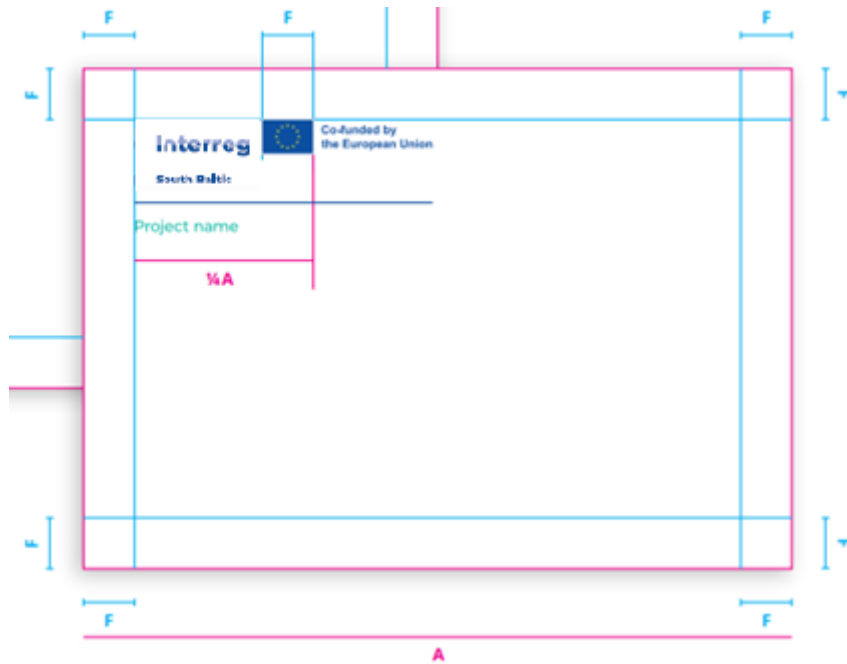 F F F
F F
Interreg
Co-funded by
the European Union
South Baltic
Project name
¼A
F F
F F
A